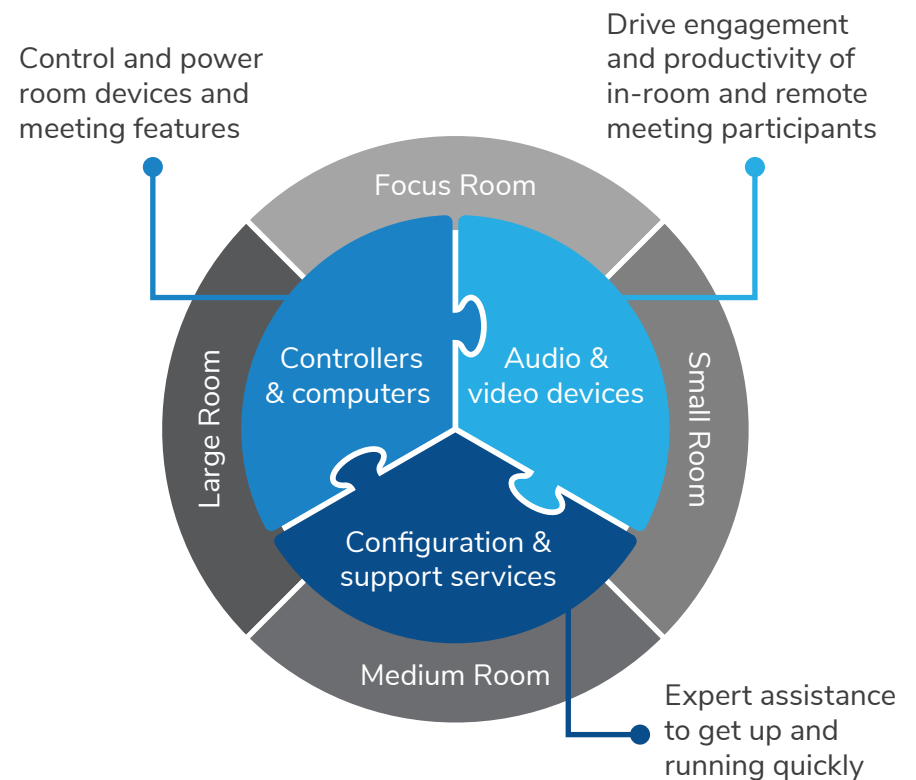 Control and power
room devices and
meeting features
Drive engagement
and productivity of
in-room and remote
meeting participants
Focus Room
Large Room
Controllers
& computers
Audio &
video devices
Small Room
Configuration &
support services
Medium Room
Expert assistance
to get up and
running quickly